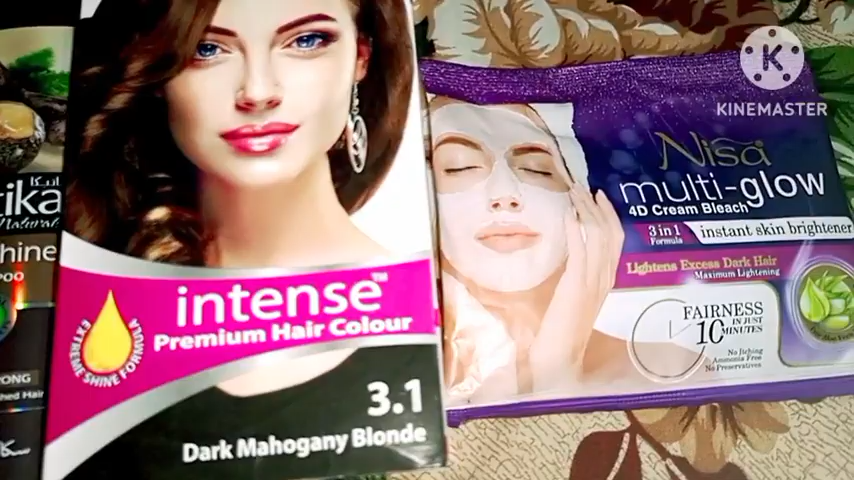 انيكا
tika
Natural
hine
poo
ONG
hed Hair
intense™
Premium Hair Colour
EXTREME SHINE FORMULA
3.1
Dark Mahogany Blonde
K
KINEMASTER
Nisa
multi-glow
4D Cream Bleach
3 in 1
Formula
instant skin brightener
Lightens Excess Dark Hair
Maximum Lightening
FAIRNESS
IN JUST
10 MINUTES
No Itching
Ammonia Free
No Preservatives